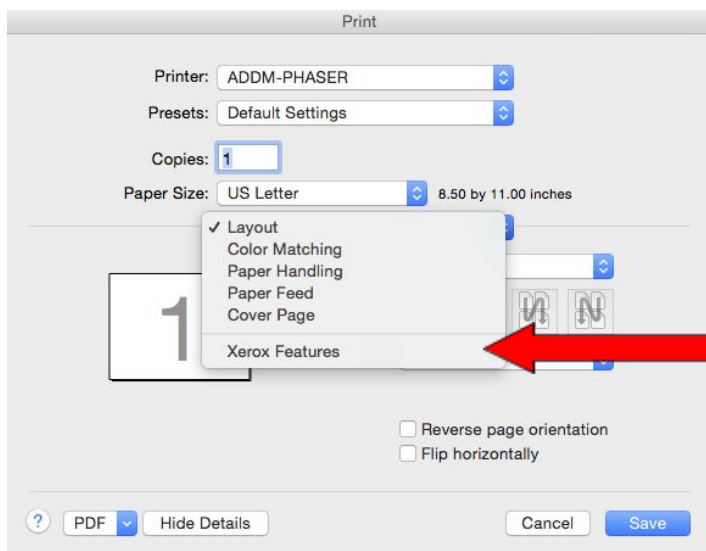 Print
Printer: ADDM-PHASER
Presets: Default Settings
Copies: 1
Paper Size: US Letter 8.50 by 11.00 inches
✓ Layout
Color Matching
Paper Handling
Paper Feed
Cover Page
Xerox Features
1
Reverse page orientation
Flip horizontally
? PDF Hide Details Cancel Save